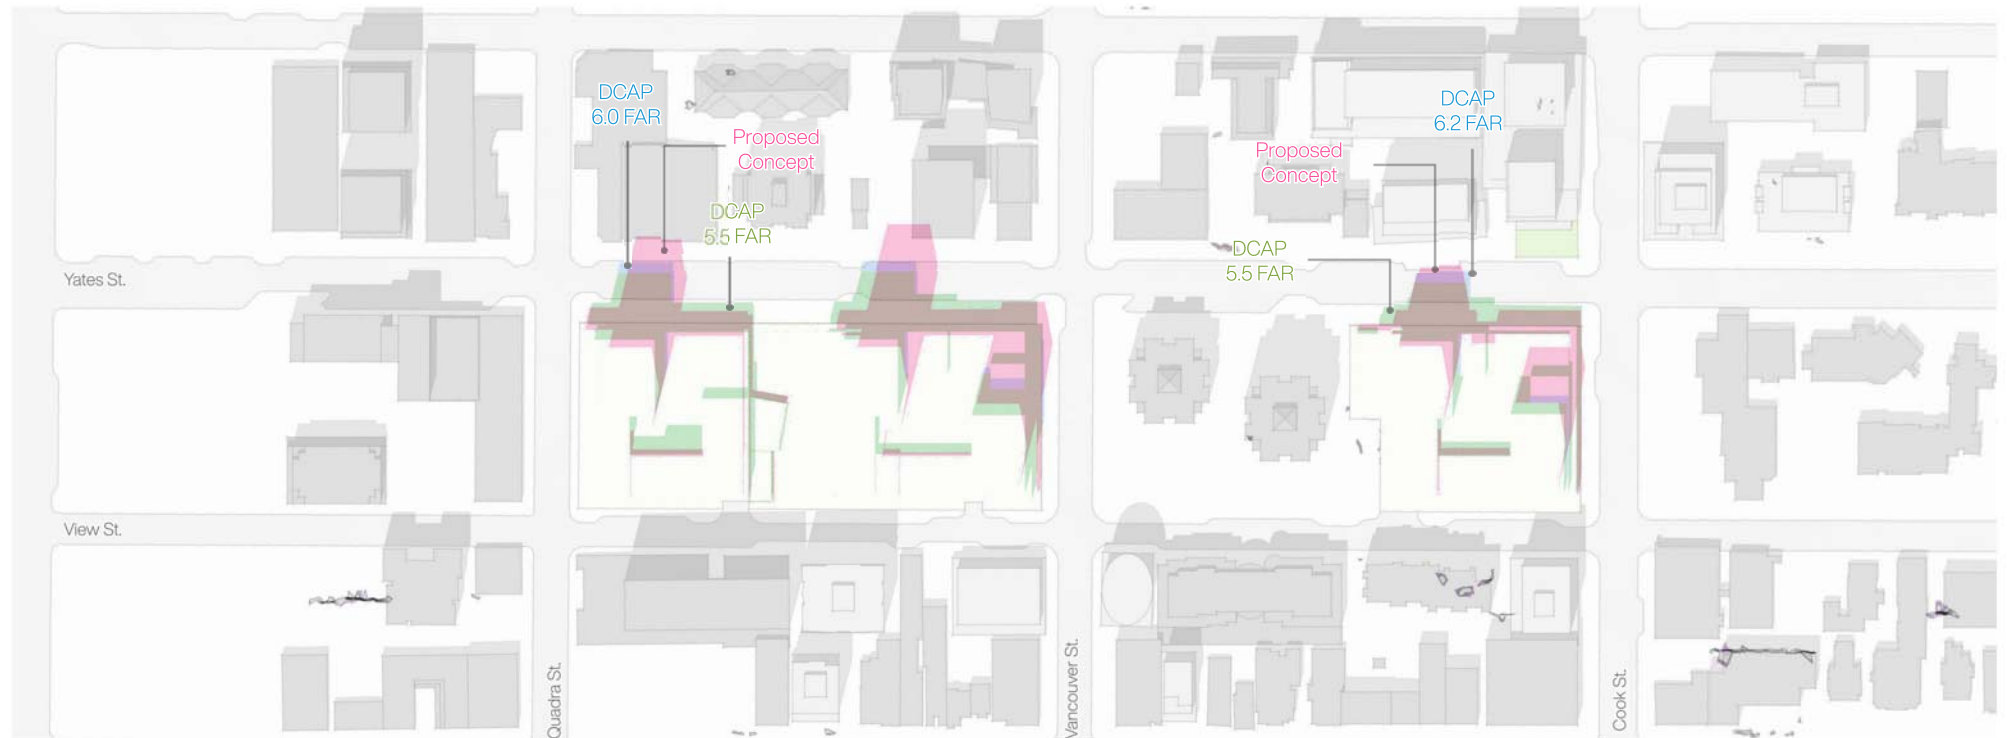 DCAP
6.0 FAR
Proposed
Concept
DCAP
5.5 FAR
DCAP
6.2 FAR
Proposed
Concept
DCAP
5.5 FAR
Yates St.
View St.
Quadra St.
Vancouver St.
Cook St.